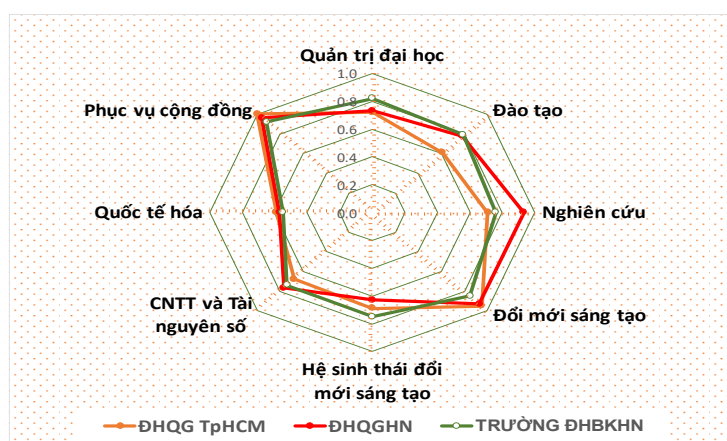 Quản trị đại học
1.0
0.8
0.6
0.4
0.2
0.0
Phục vụ cộng đồng
Đào tạo
Quốc tế hóa
Nghiên cứu
CNTT và Tài
nguyên số
Đổi mới sáng tạo
Hệ sinh thái đổi
mới sáng tạo
ĐHQG TpHCM
ĐHQGHN
TRƯỜNG ĐHBKHN